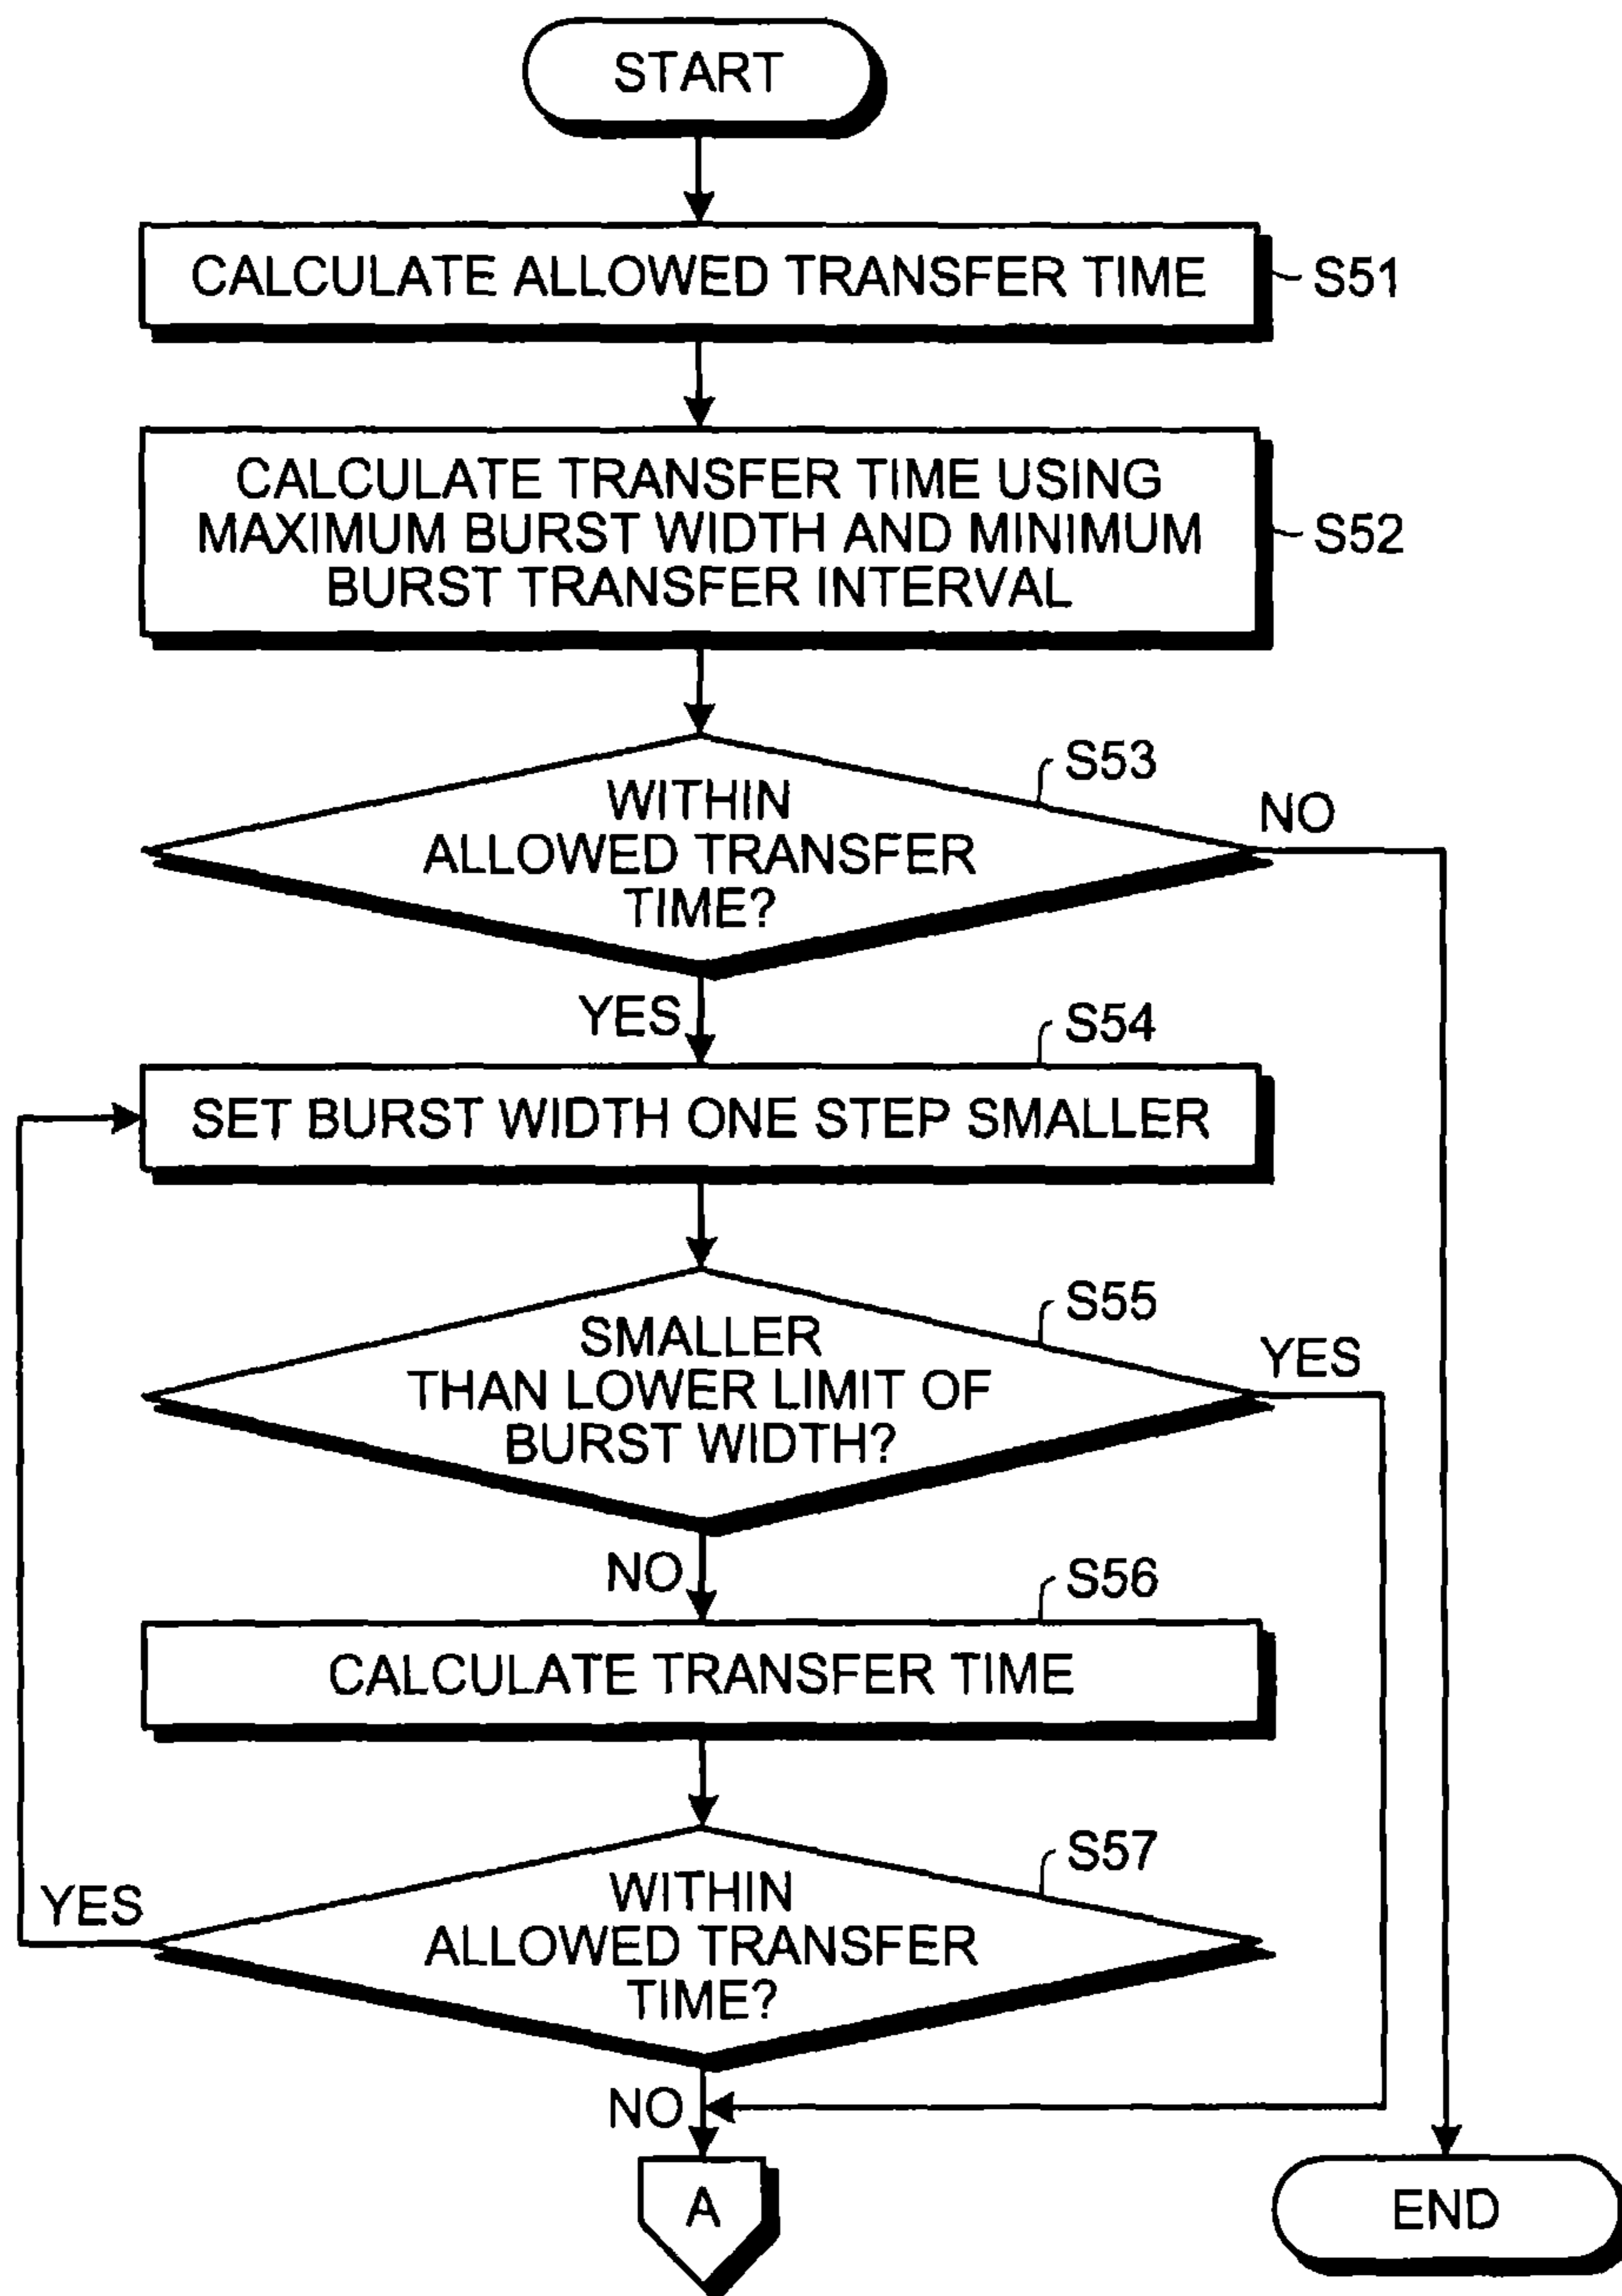 START
CALCULATE ALLOWED TRANSFER TIME
S51
CALCULATE TRANSFER TIME USING
MAXIMUM BURST WIDTH AND MINIMUM
BURST TRANSFER INTERVAL
S52
S53
WITHIN
ALLOWED TRANSFER
TIME?
NO
YES
S54
SET BURST WIDTH ONE STEP SMALLER
S55
SMALLER
THAN LOWER LIMIT OF
BURST WIDTH?
YES
NO
S56
CALCULATE TRANSFER TIME
S57
WITHIN
ALLOWED TRANSFER
TIME?
YES
NO
A
END